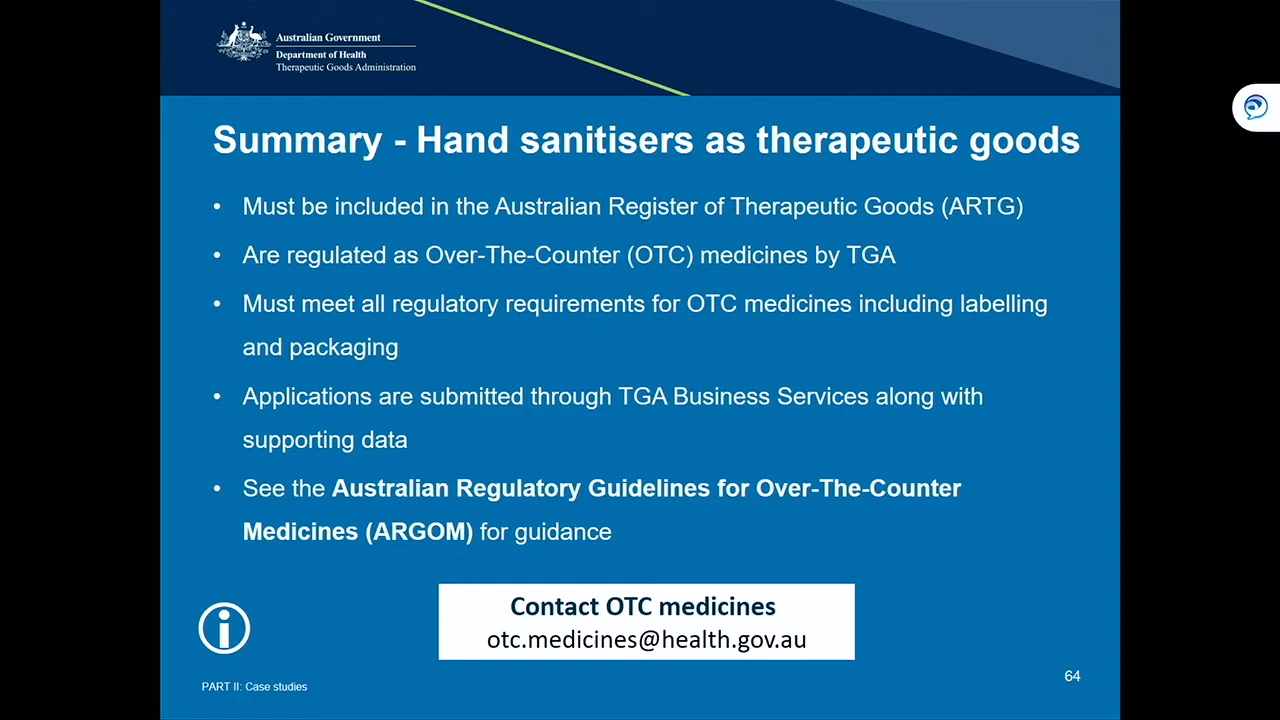 Australian Government
Department of Health
Therapeutic Goods Administration
Summary - Hand sanitisers as therapeutic goods
• Must be included in the Australian Register of Therapeutic Goods (ARTG)
• Are regulated as Over-The-Counter (OTC) medicines by TGA
• Must meet all regulatory requirements for OTC medicines including labelling
and packaging
• Applications are submitted through TGA Business Services along with
supporting data
• See the Australian Regulatory Guidelines for Over-The-Counter
Medicines (ARGOM) for guidance
Contact OTC medicines
otc.medicines@health.gov.au
PART II: Case studies
64